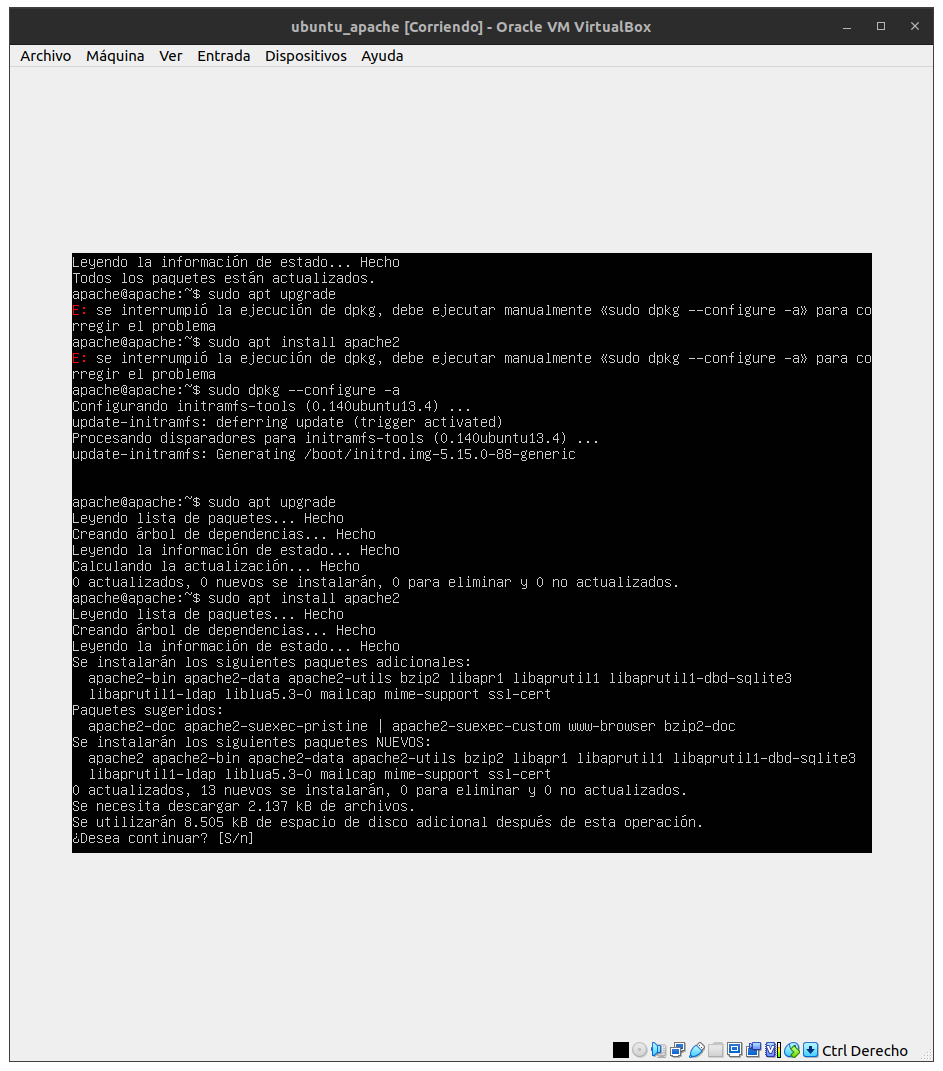 ubuntu_apache [Corriendo] - Oracle VM VirtualBox
Archivo Máquina Ver Entrada Dispositivos Ayuda
Leyendo la información de estado... Hecho
Todos los paquetes están actualizados.
apache@apache:~$ sudo apt upgrade
E: se interrumpió la ejecución de dpkg, debe ejecutar manualmente «sudo dpkg --configure -a» para co
rregir el problema
apache@apache:~$ sudo apt install apache2
E: se interrumpió la ejecución de dpkg, debe ejecutar manualmente «sudo dpkg --configure -a» para co
rregir el problema
apache@apache:~$ sudo dpkg --configure -a
Configurando initramfs-tools (0.140ubuntu13.4) ...
update-initramfs: deferring update (trigger activated)
Procesando disparadores para initramfs-tools (0.140ubuntu13.4) ...
update-initramfs: Generating /boot/initrd.img-5.15.0-88-generic
apache@apache:~$ sudo apt upgrade
Leyendo lista de paquetes... Hecho
Creando árbol de dependencias... Hecho
Leyendo la información de estado... Hecho
Calculando la actualización... Hecho
0 actualizados, 0 nuevos se instalarán, 0 para eliminar y 0 no actualizados.
apache@apache:~$ sudo apt install apache2
Leyendo lista de paquetes... Hecho
Creando árbol de dependencias... Hecho
Leyendo la información de estado... Hecho
Se instalarán los siguientes paquetes adicionales:
  apache2-bin apache2-data apache2-utils bzip2 libapr1 libaprutil1 libaprutil1-dbd-sqlite3
  libaprutil1-ldap liblua5.3-0 mailcap mime-support ssl-cert
Paquetes sugeridos:
  apache2-doc apache2-suexec-pristine | apache2-suexec-custom www-browser bzip2-doc
Se instalarán los siguientes paquetes NUEVOS:
  apache2 apache2-bin apache2-data apache2-utils bzip2 libapr1 libaprutil1 libaprutil1-dbd-sqlite3
  libaprutil1-ldap liblua5.3-0 mailcap mime-support ssl-cert
0 actualizados, 13 nuevos se instalarán, 0 para eliminar y 0 no actualizados.
Se necesita descargar 2.137 kB de archivos.
Se utilizarán 8.505 kB de espacio de disco adicional después de esta operación.
¿Desea continuar? [S/n]
Ctrl Derecho